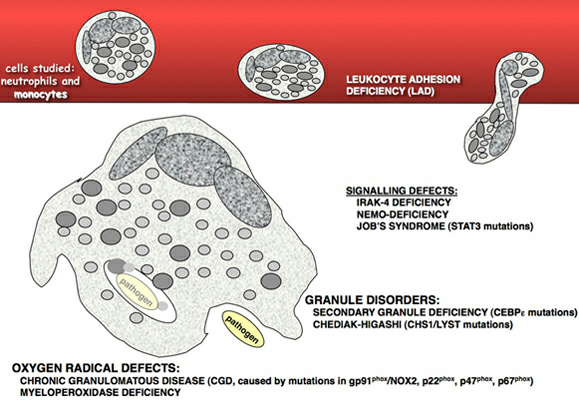 cells studied:
neutrophils and
monocytes
LEUKOCYTE ADHESION
DEFICIENCY (LAD)
SIGNALLING DEFECTS:
IRAK-4 DEFICIENCY
NEMO-DEFICIENCY
JOB'S SYNDROME (STAT3 mutations)
pathogen
pathogen
GRANULE DISORDERS:
SECONDARY GRANULE DEFICIENCY (CEBPε mutations)
CHEDIAK-HIGASHI (CHS1/LYST mutations)
OXYGEN RADICAL DEFECTS:
CHRONIC GRANULOMATOUS DISEASE (CGD, caused by mutations in gp91phox/NOX2, p22phox, p47phox, p67phox)
MYELOPEROXIDASE DEFICIENCY